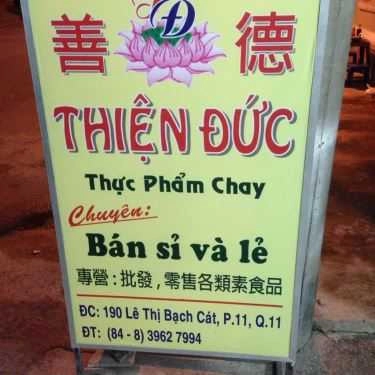 Đ
善 德
THIỆN ĐỨC
Thực Phẩm Chay
Chuyên:
Bán sỉ và lẻ
專營:批發,零售各類素食品
ĐC: 190 Lê Thị Bạch Cát, P.11, Q.11
ĐT: (84 - 8) 3962 7994